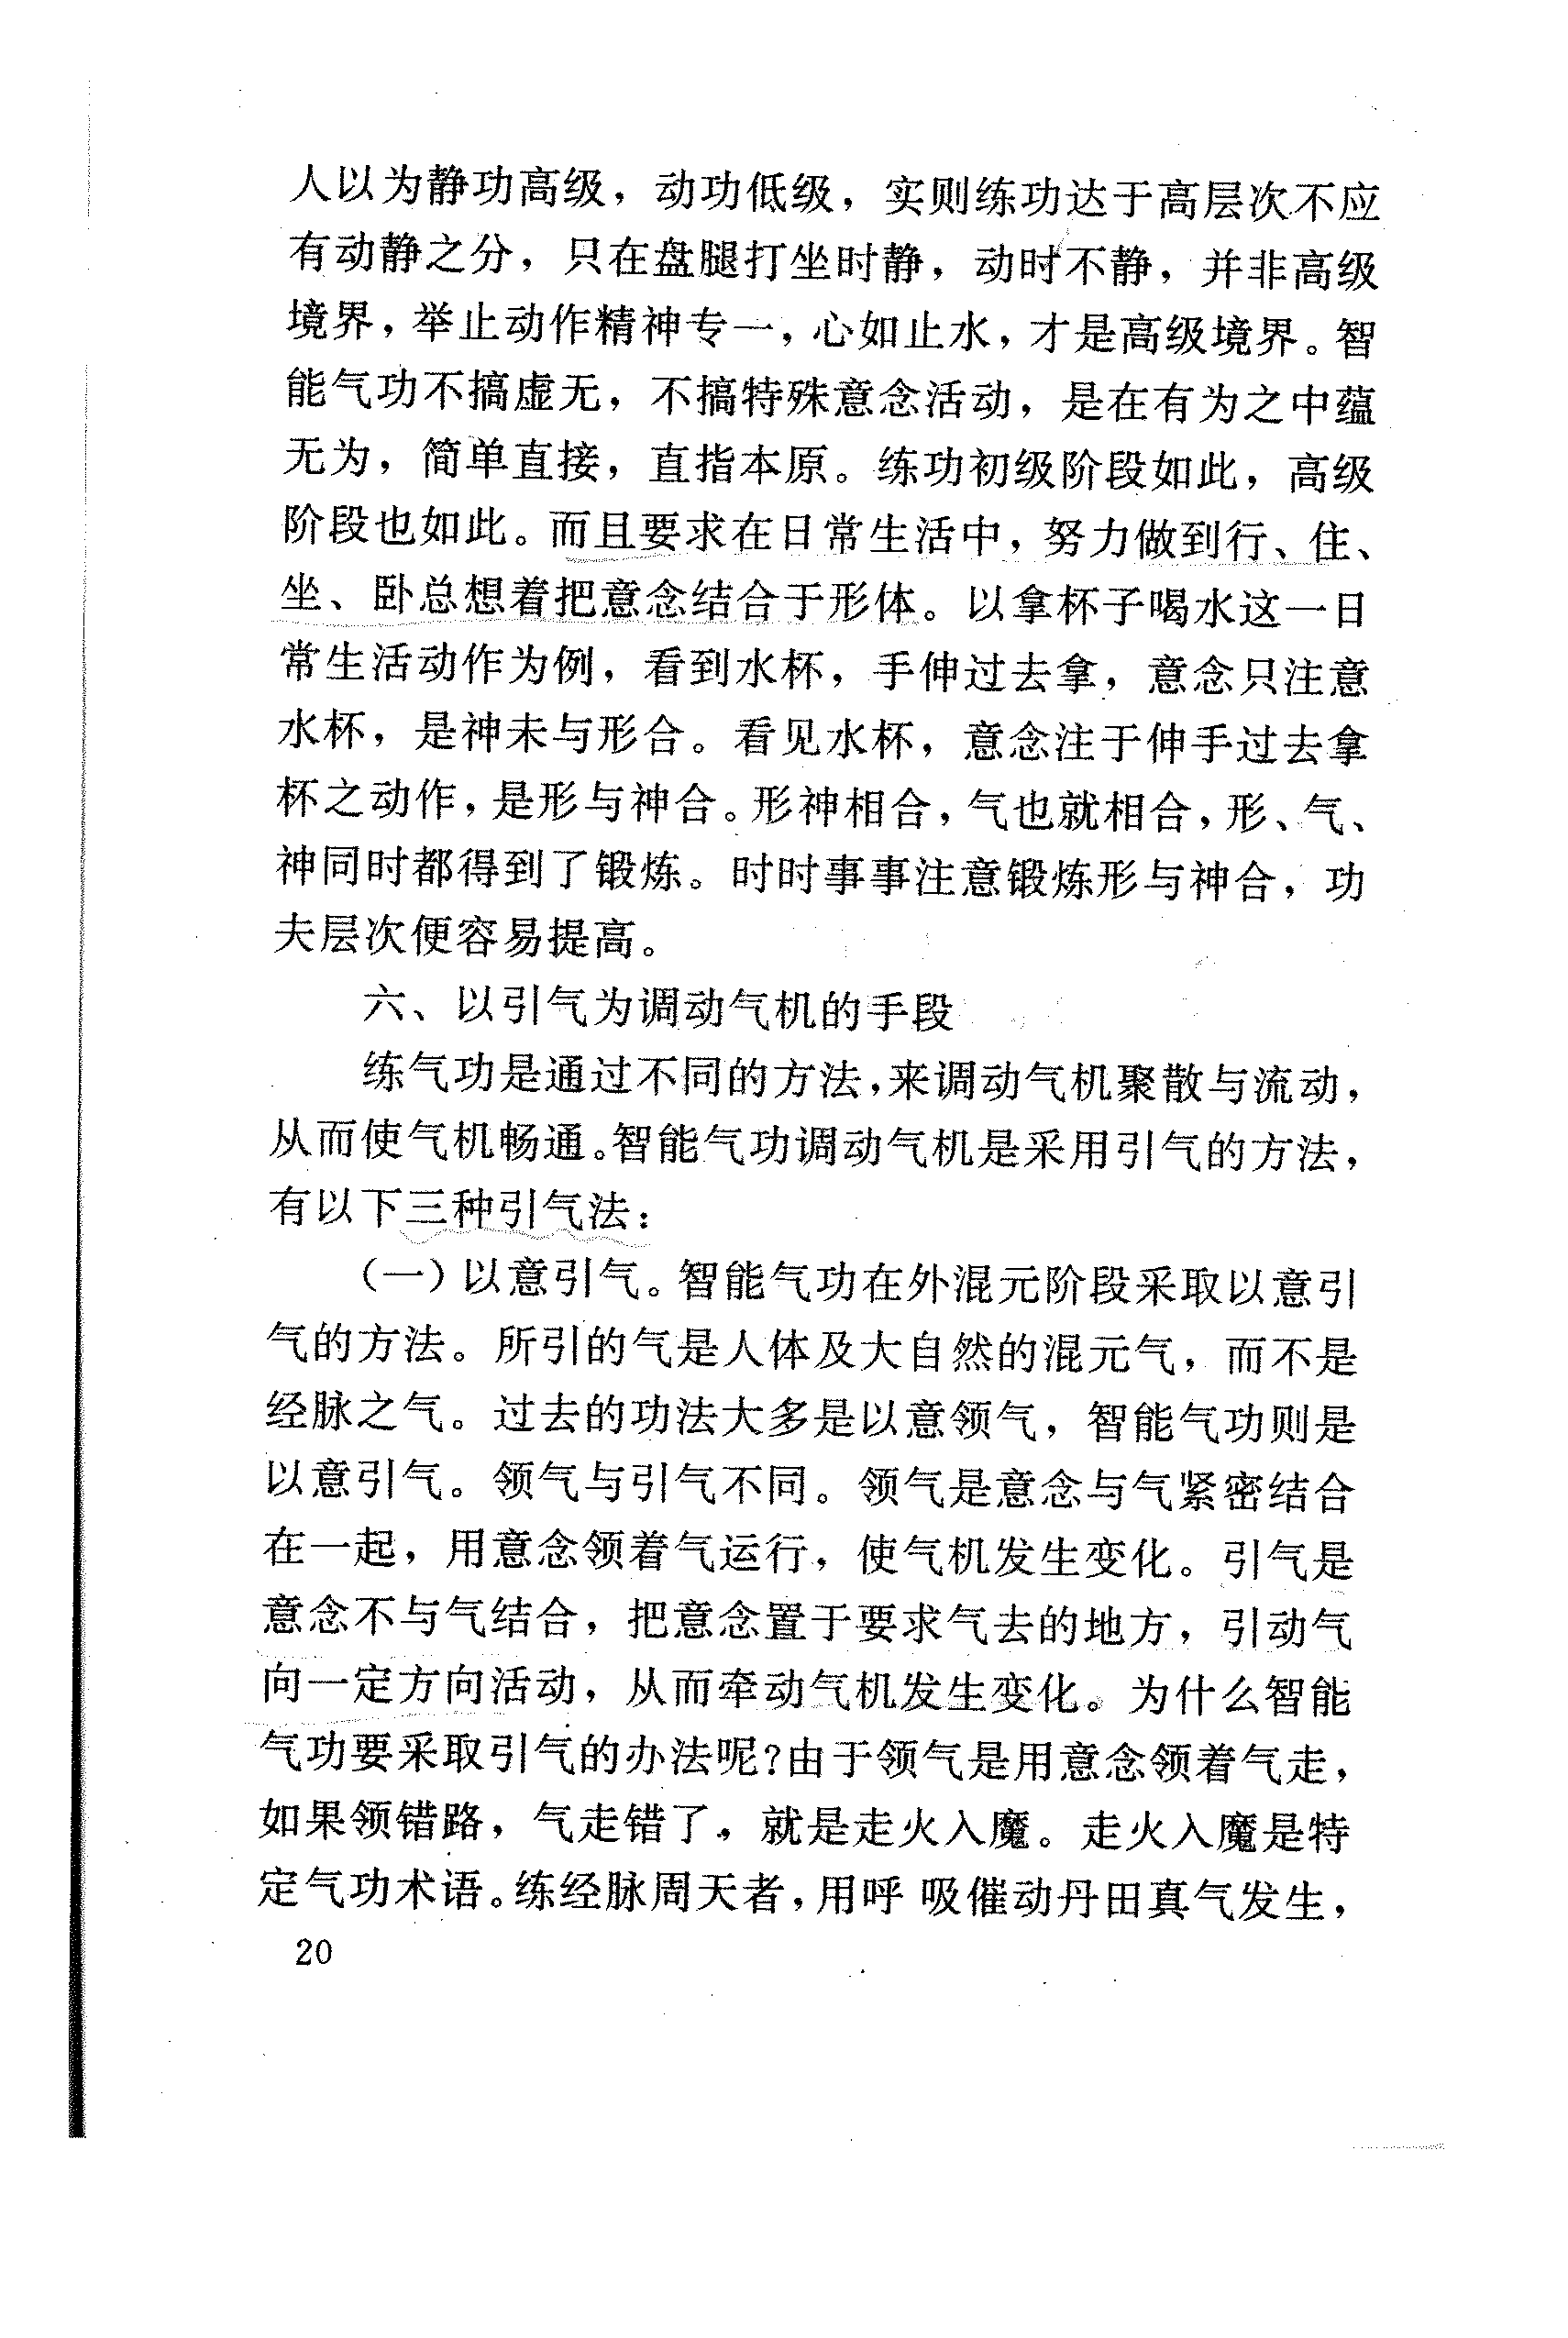 人以为静功高级，动功低级，实则练功达于高层次不应
有动静之分，只在盘腿打坐时静，动时不静，并非高级
境界，举止动作精神专一，心如止水，才是高级境界。智
能气功不搞虚无，不搞特殊意念活动，是在有为之中蕴
无为，简单直接，直指本原。练功初级阶段如此，高级
阶段也如此。而且要求在日常生活中，努力做到行、住、
坐、卧总想着把意念结合于形体。以拿杯子喝水这一日
常生活动作为例，看到水杯，手伸过去拿，意念只注意
水杯，是神未与形合。看见水杯，意念注于伸手过去拿
杯之动作，是形与神合。形神相合，气也就相合，形、气、
神同时都得到了锻炼。时时事事注意锻炼形与神合，功
夫层次便容易提高。
六、以引气为调动气机的手段
练气功是通过不同的方法，来调动气机聚散与流动，
从而使气机畅通。智能气功调动气机是采用引气的方法，
有以下三种引气法：
（一）以意引气。智能气功在外混元阶段采取以意引
气的方法。所引的气是人体及大自然的混元气，而不是
经脉之气。过去的功法大多是以意领气，智能气功则是
以意引气。领气与引气不同。领气是意念与气紧密结合
在一起，用意念领着气运行，使气机发生变化。引气是
意念不与气结合，把意念置于要求气去的地方，引动气
向一定方向活动，从而牵动气机发生变化。为什么智能
气功要采取引气的办法呢？由于领气是用意念领着气走，
如果领错路，气走错了，就是走火入魔。走火入魔是特
定气功术语。练经脉周天者，用呼 吸催动丹田真气发生，
20